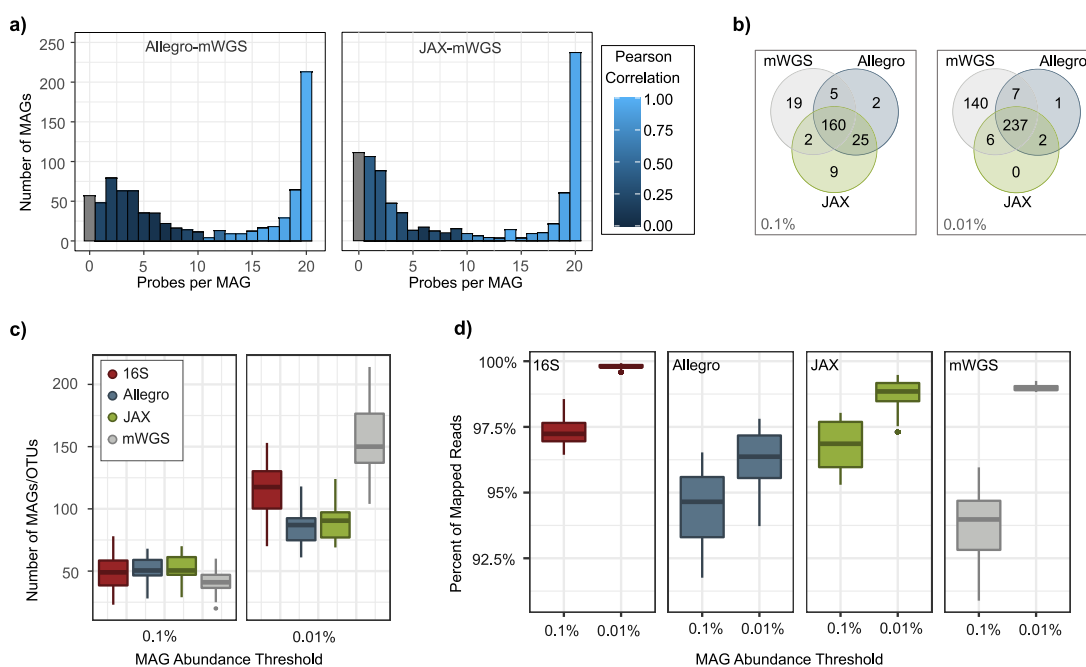 a)
Allegro-mWGS
JAX-mWGS
Number of MAGs
250
200
150
100
50
0
0 5 10 15 20
0 5 10 15 20
Probes per MAG
Probes per MAG
Pearson
Correlation
1.00
0.75
0.50
0.25
0.00
b)
mWGS Allegro
19 5 2
160
2 25
9
JAX
0.1%
mWGS Allegro
140 7 1
237
6 2
0
JAX
0.01%
c)
Number of MAGs/OTUs
200
150
100
50
16S
Allegro
JAX
mWGS
0.1% 0.01%
MAG Abundance Threshold
d)
Percent of Mapped Reads
100%
97.5%
95%
92.5%
16S
Allegro
JAX
mWGS
0.1% 0.01%
0.1% 0.01%
0.1% 0.01%
0.1% 0.01%
MAG Abundance Threshold